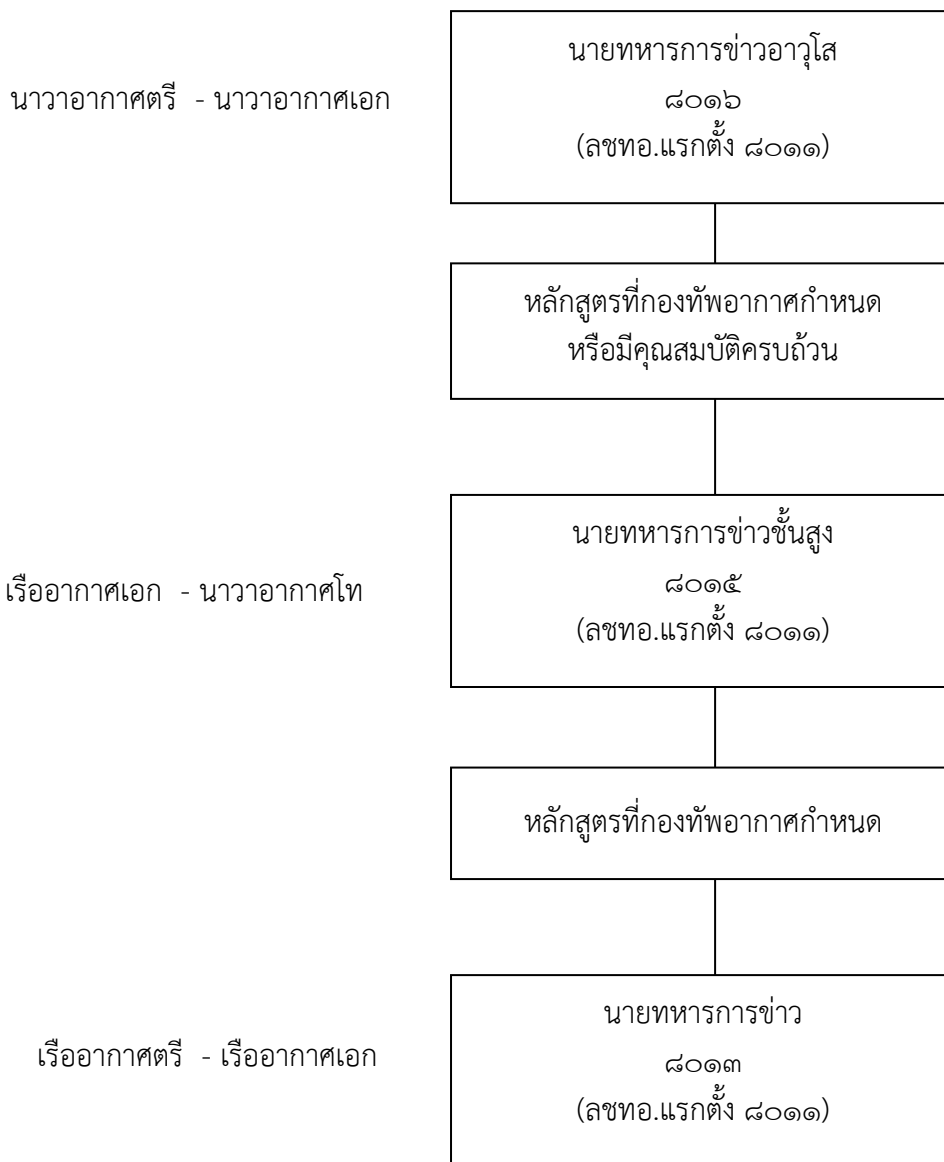 นายทหารการข่าวอาวุโส
นาวาอากาศตรี - นาวาอากาศเอก
๘๐๑๖
(ลชทอ.แรกตั้ง ๘๐๑๑)
หลักสูตรที่กองทัพอากาศกำหนด
หรือมีคุณสมบัติครบถ้วน
นายทหารการข่าวชั้นสูง
เรืออากาศเอก - นาวาอากาศโท
๘๐๑๕
(ลชทอ.แรกตั้ง ๘๐๑๑)
หลักสูตรที่กองทัพอากาศกำหนด
นายทหารการข่าว
เรืออากาศตรี - เรืออากาศเอก
๘๐๑๓
(ลชทอ.แรกตั้ง ๘๐๑๑)